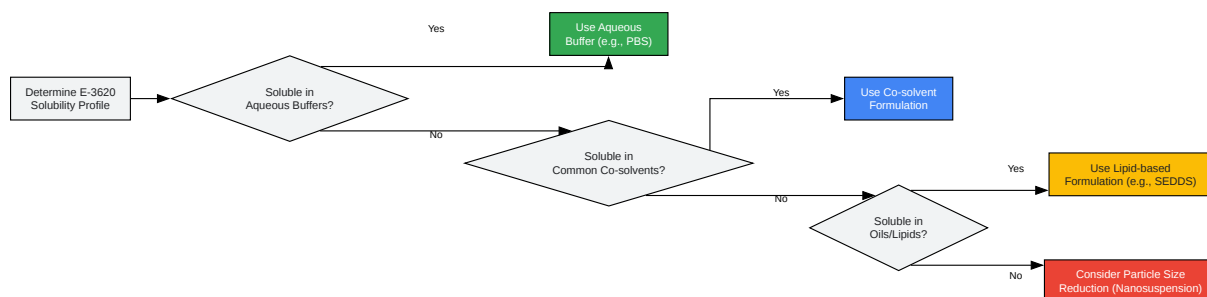 Yes
Use Aqueous
Buffer (e.g., PBS)
Determine E-3620
Solubility Profile
Soluble in
Aqueous Buffers?
Yes
Use Co-solvent
Formulation
No
Soluble in
Common Co-solvents?
Yes
Use Lipid-based
Formulation (e.g., SEDDS)
No
Soluble in
Oils/Lipids?
No
Consider Particle Size
Reduction (Nanosuspension)